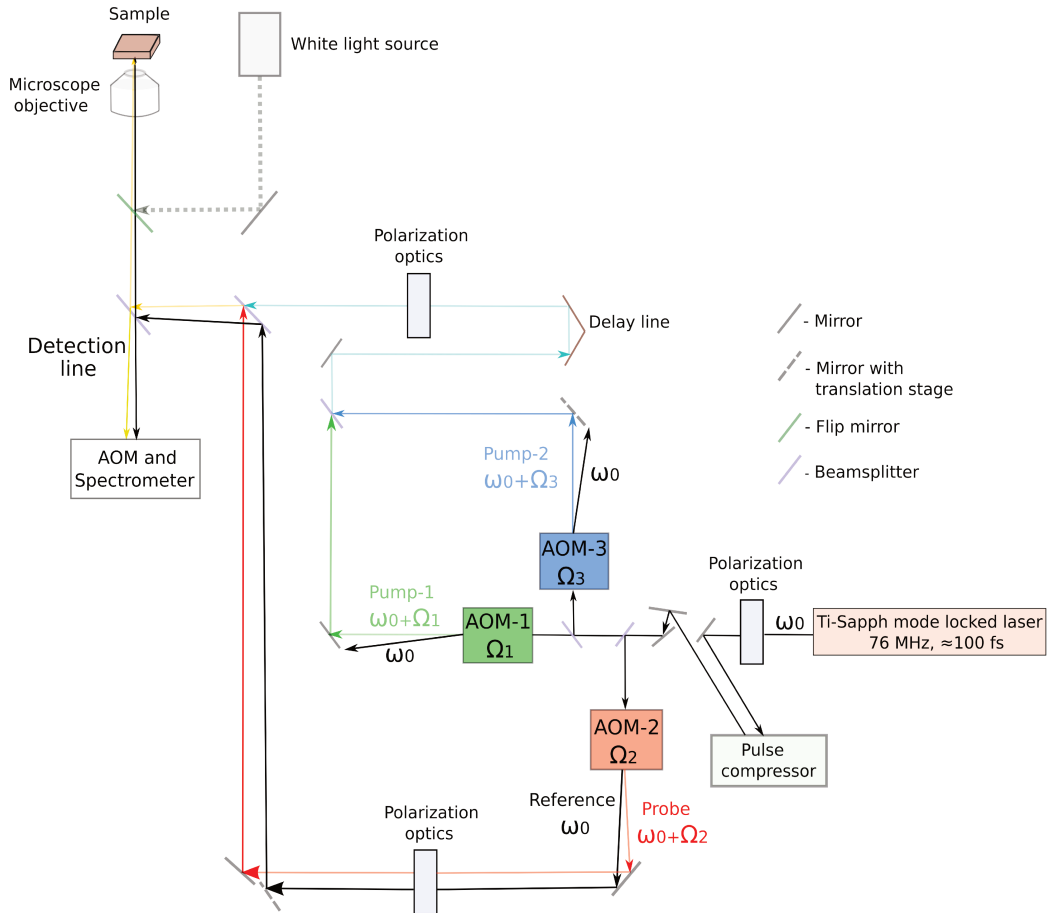 Sample
White light source
Microscope
objective
Polarization
optics
Delay line
Detection
line
AOM and
Spectrometer
- Mirror
- Mirror with
translation stage
- Flip mirror
- Beamsplitter
Pump-2
ω0+Ω3
ω0
AOM-3
Ω3
Pump-1
ω0+Ω1
ω0
AOM-1
Ω1
Polarization
optics
ω0
Ti-Sapph mode locked laser
76 MHz, ≈100 fs
AOM-2
Ω2
Pulse
compressor
Reference
ω0
Probe
ω0+Ω2
Polarization
optics